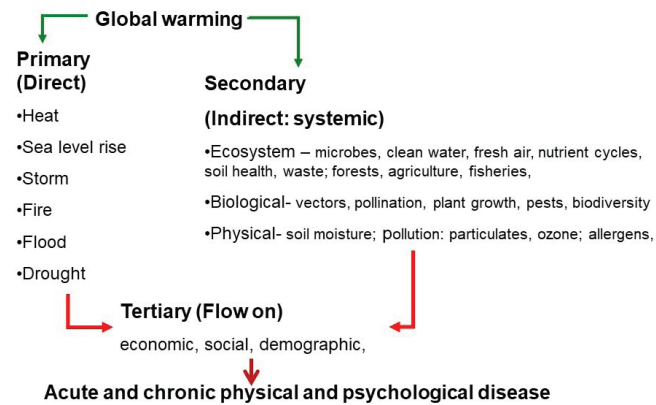 Global warming
Primary
(Direct)
•Heat
•Sea level rise
•Storm
•Fire
•Flood
•Drought
Secondary
(Indirect: systemic)
•Ecosystem – microbes, clean water, fresh air, nutrient cycles,
soil health, waste; forests, agriculture, fisheries,
•Biological- vectors, pollination, plant growth, pests, biodiversity
•Physical- soil moisture; pollution: particulates, ozone; allergens,
Tertiary (Flow on)
economic, social, demographic,
Acute and chronic physical and psychological disease